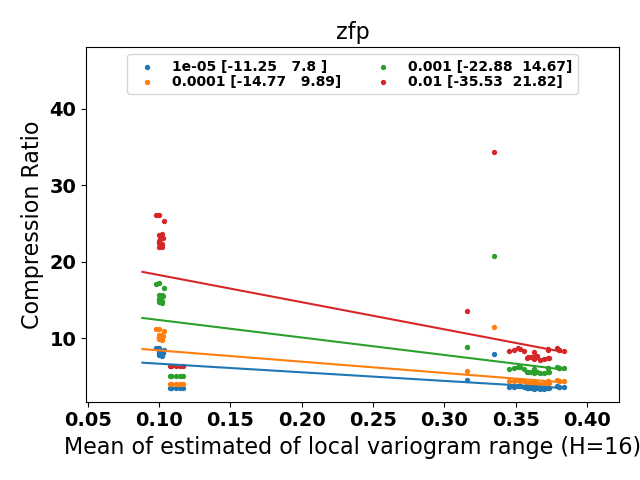 zfp
1e-05 [-11.25   7.8 ]
0.0001 [-14.77   9.89]
0.001 [-22.88  14.67]
0.01 [-35.53  21.82]
Compression Ratio
40
30
20
10
0.05 0.10 0.15 0.20 0.25 0.30 0.35 0.40
Mean of estimated of local variogram range (H=16)